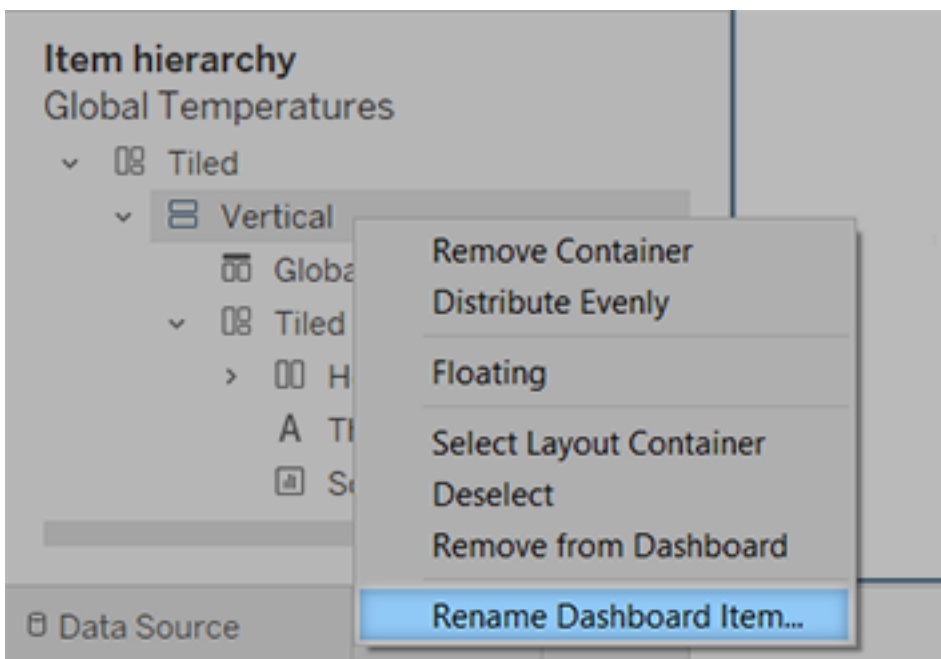 Item hierarchy
Global Temperatures
Tiled
Vertical
Remove Container
Distribute Evenly
Tiled
Floating
A
Select Layout Container
Deselect
Remove from Dashboard
Rename Dashboard Item...
Data Source